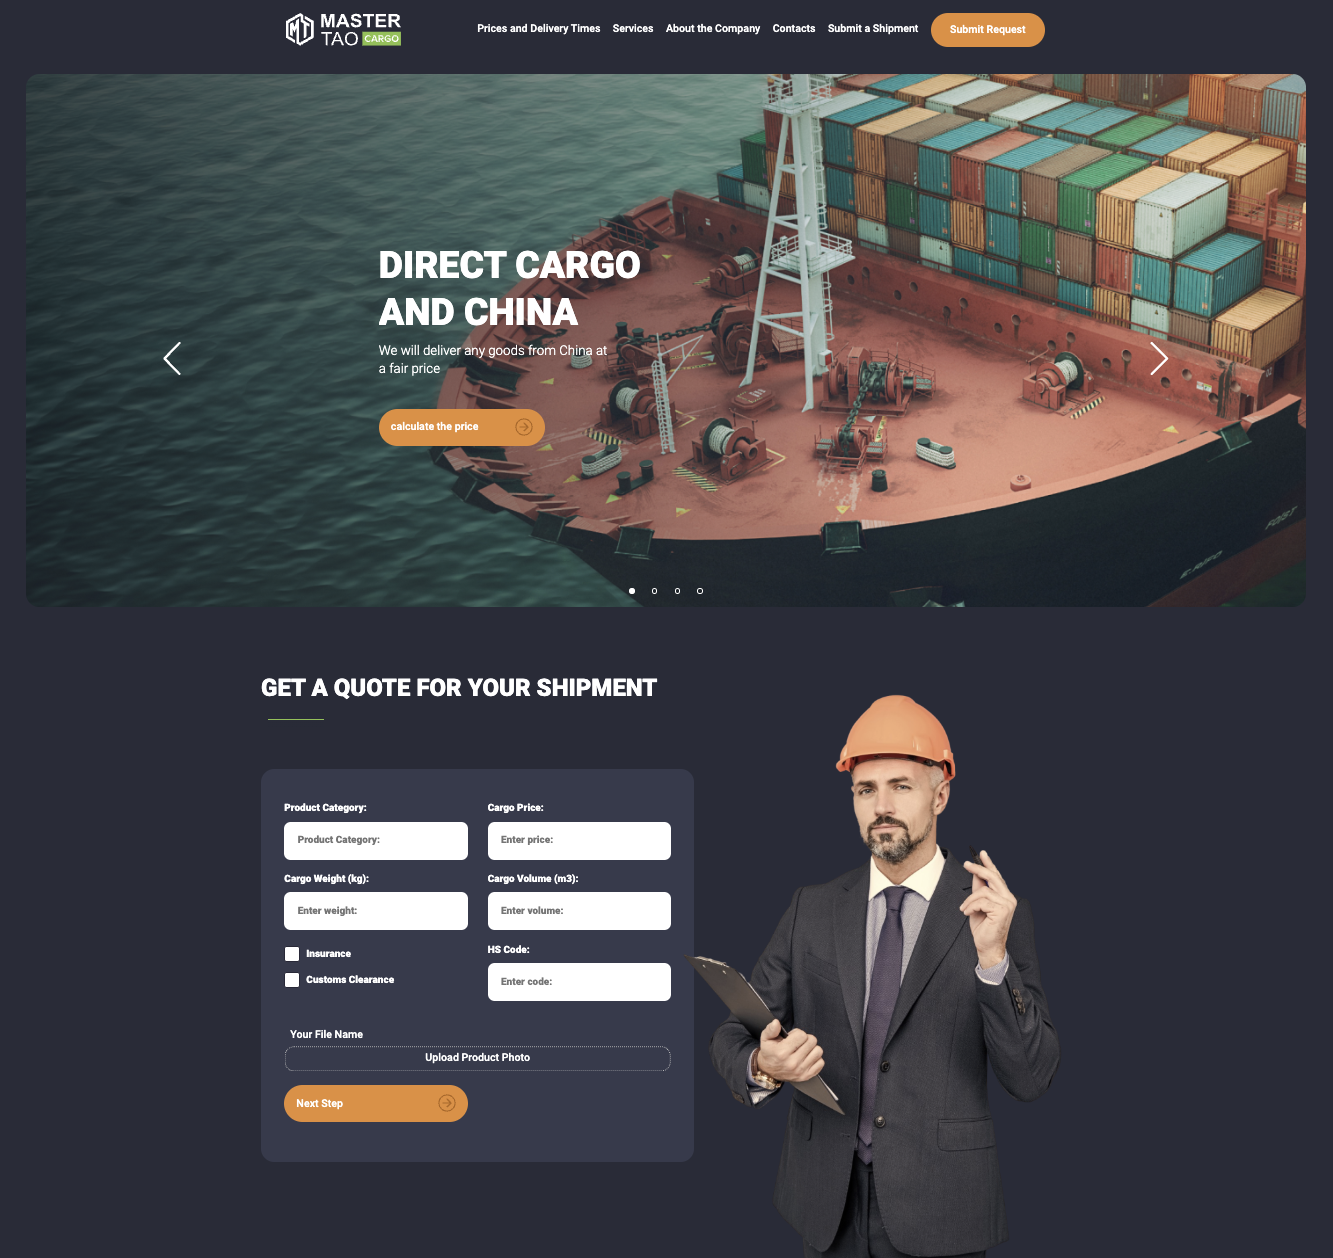 MASTER
TAO CARGO
Prices and Delivery Times
Services
About the Company
Contacts
Submit a Shipment
Submit Request
DIRECT CARGO
AND CHINA
We will deliver any goods from China at
a fair price
calculate the price
GET A QUOTE FOR YOUR SHIPMENT
Product Category:
Cargo Price:
Product Category:
Enter price:
Cargo Weight (kg):
Cargo Volume (m3):
Enter weight:
Enter volume:
Insurance
HS Code:
Customs Clearance
Enter code:
Your File Name
Upload Product Photo
Next Step